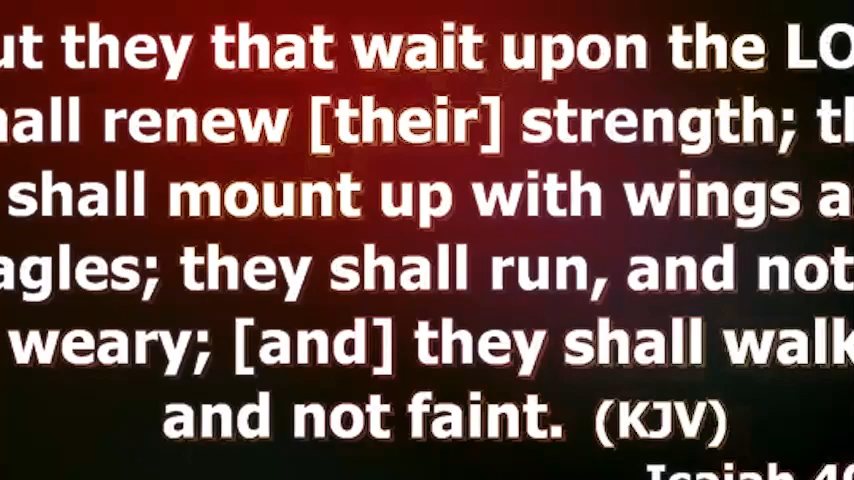 ut they that wait upon the LO
hall renew [their] strength; th
shall mount up with wings a
agles; they shall run, and not
weary; [and] they shall walk
and not faint. (KJV)
Isaiah